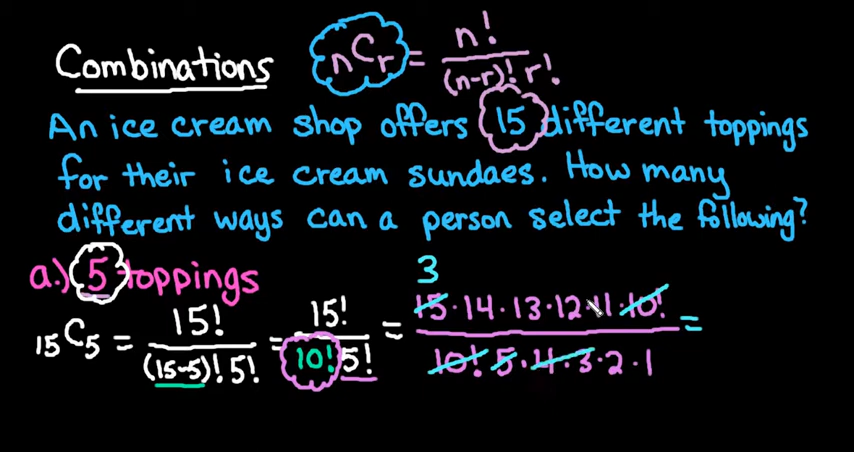 Combinations nCr = n! / (n-r)! r!
An ice cream shop offers 15 different toppings
for their ice cream sundaes. How many
different ways can a person select the following?
a.) 5 toppings
3
15C5 = 15! / (15-5)! 5! = 15! / 10! 5! = 15·14·13·12·11·10! / 10!·5·4·3·2·1 =